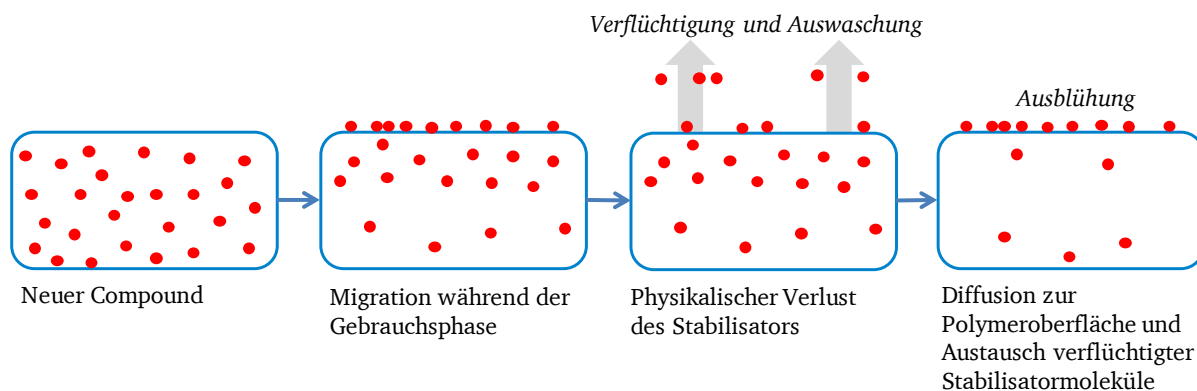 Verflüchtigung und Auswaschung
Ausblühung
Neuer Compound
Migration während der
Gebrauchsphase
Physikalischer Verlust
des Stabilisators
Diffusion zur
Polymeroberfläche und
Austausch verflüchtigter
Stabilisatormoleküle